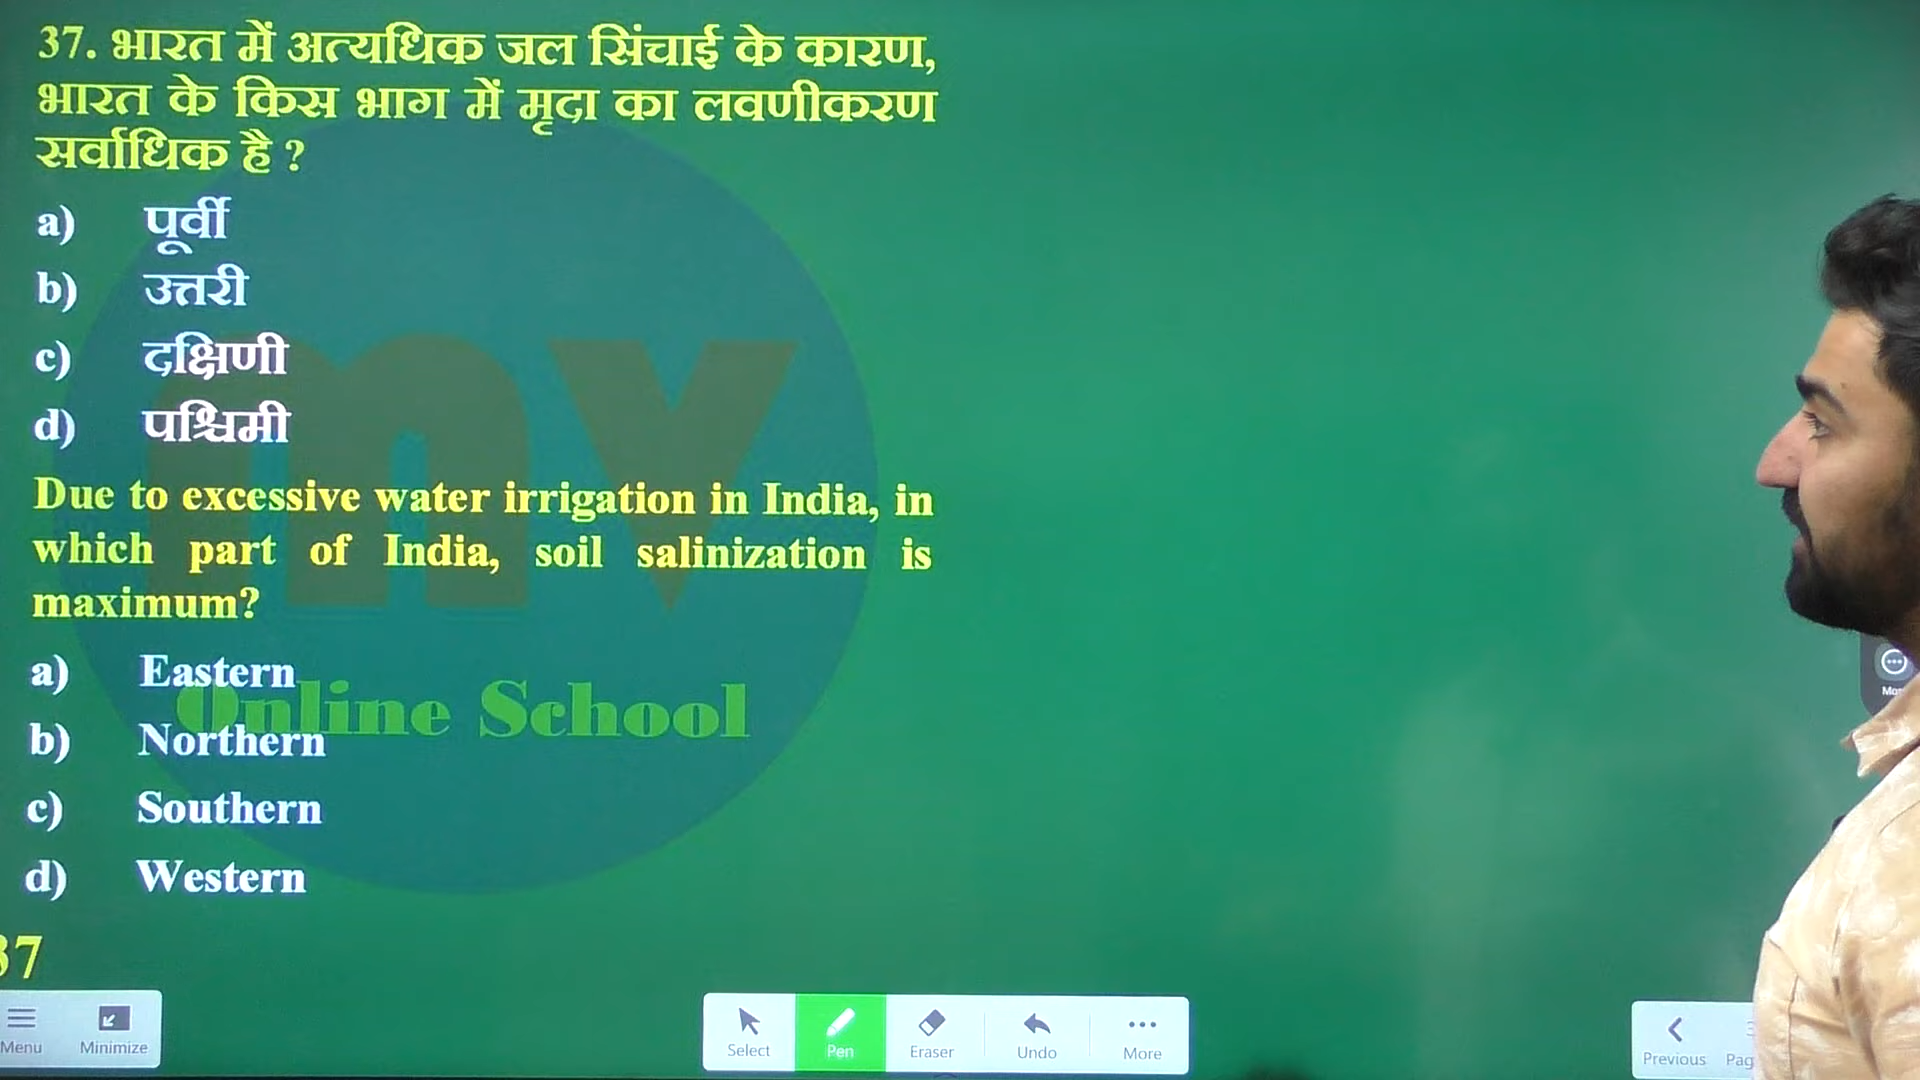 37. भारत में अत्यधिक जल सिंचाई के कारण,
भारत के किस भाग में मृदा का लवणीकरण
सर्वाधिक है ?
a) पूर्वी
b) उत्तरी
c) दक्षिणी
d) पश्चिमी
Due to excessive water irrigation in India, in
which part of India, soil salinization is
maximum?
a) Eastern
Online School
b) Northern
c) Southern
d) Western
37
my
Menu Minimize
Select Pen Eraser Undo More
Previous